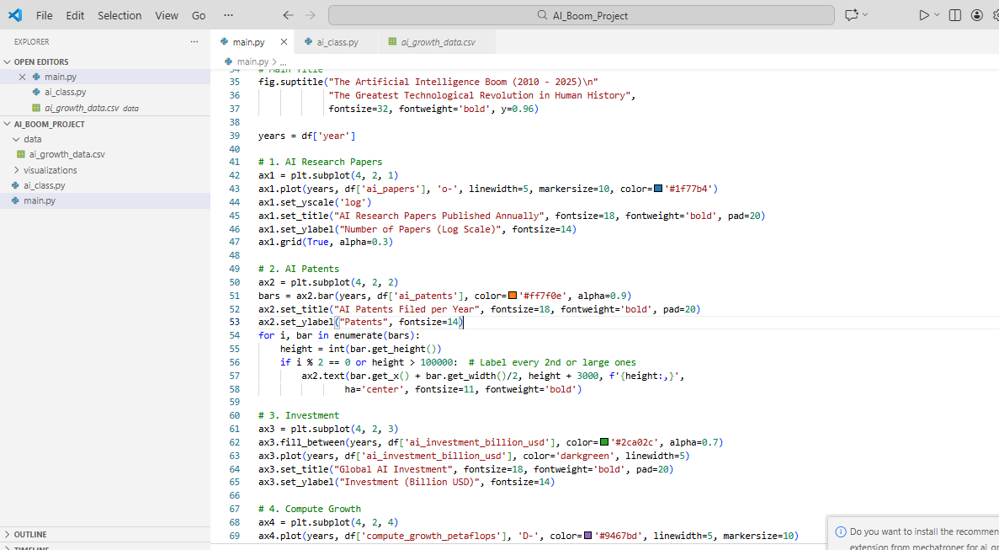 File Edit Selection View Go ··· AI_Boom_Project
EXPLORER ···
OPEN EDITORS
main.py
ai_class.py
ai_growth_data.csv data
AI_BOOM_PROJECT
data
ai_growth_data.csv
visualizations
ai_class.py
main.py
OUTLINE
TIMELINE
main.py ai_class.py ai_growth_data.csv
main.py > ...
34 # Main Title
35 fig.suptitle("The Artificial Intelligence Boom (2010 - 2025)\n"
36 "The Greatest Technological Revolution in Human History",
37 fontsize=32, fontweight='bold', y=0.96)
38
39 years = df['year']
40
41 # 1. AI Research Papers
42 ax1 = plt.subplot(4, 2, 1)
43 ax1.plot(years, df['ai_papers'], 'o-', linewidth=5, markersize=10, color='#1f77b4')
44 ax1.set_yscale('log')
45 ax1.set_title("AI Research Papers Published Annually", fontsize=18, fontweight='bold', pad=20)
46 ax1.set_ylabel("Number of Papers (Log Scale)", fontsize=14)
47 ax1.grid(True, alpha=0.3)
48
49 # 2. AI Patents
50 ax2 = plt.subplot(4, 2, 2)
51 bars = ax2.bar(years, df['ai_patents'], color='#ff7f0e', alpha=0.9)
52 ax2.set_title("AI Patents Filed per Year", fontsize=18, fontweight='bold', pad=20)
53 ax2.set_ylabel("Patents", fontsize=14)
54 for i, bar in enumerate(bars):
55 height = int(bar.get_height())
56 if i % 2 == 0 or height > 100000: # Label every 2nd or large ones
57 ax2.text(bar.get_x() + bar.get_width()/2, height + 3000, f'{height:,}',
58 ha='center', fontsize=11, fontweight='bold')
59
60 # 3. Investment
61 ax3 = plt.subplot(4, 2, 3)
62 ax3.fill_between(years, df['ai_investment_billion_usd'], color='#2ca02c', alpha=0.7)
63 ax3.plot(years, df['ai_investment_billion_usd'], color='darkgreen', linewidth=5)
64 ax3.set_title("Global AI Investment", fontsize=18, fontweight='bold', pad=20)
65 ax3.set_ylabel("Investment (Billion USD)", fontsize=14)
66
67 # 4. Compute Growth
68 ax4 = plt.subplot(4, 2, 4)
69 ax4.plot(years, df['compute_growth_petaflops'], 'D-', color='#9467bd', linewidth=5, markersize=10)
Do you want to install the recommen
extension from mechatroner for ai_gr